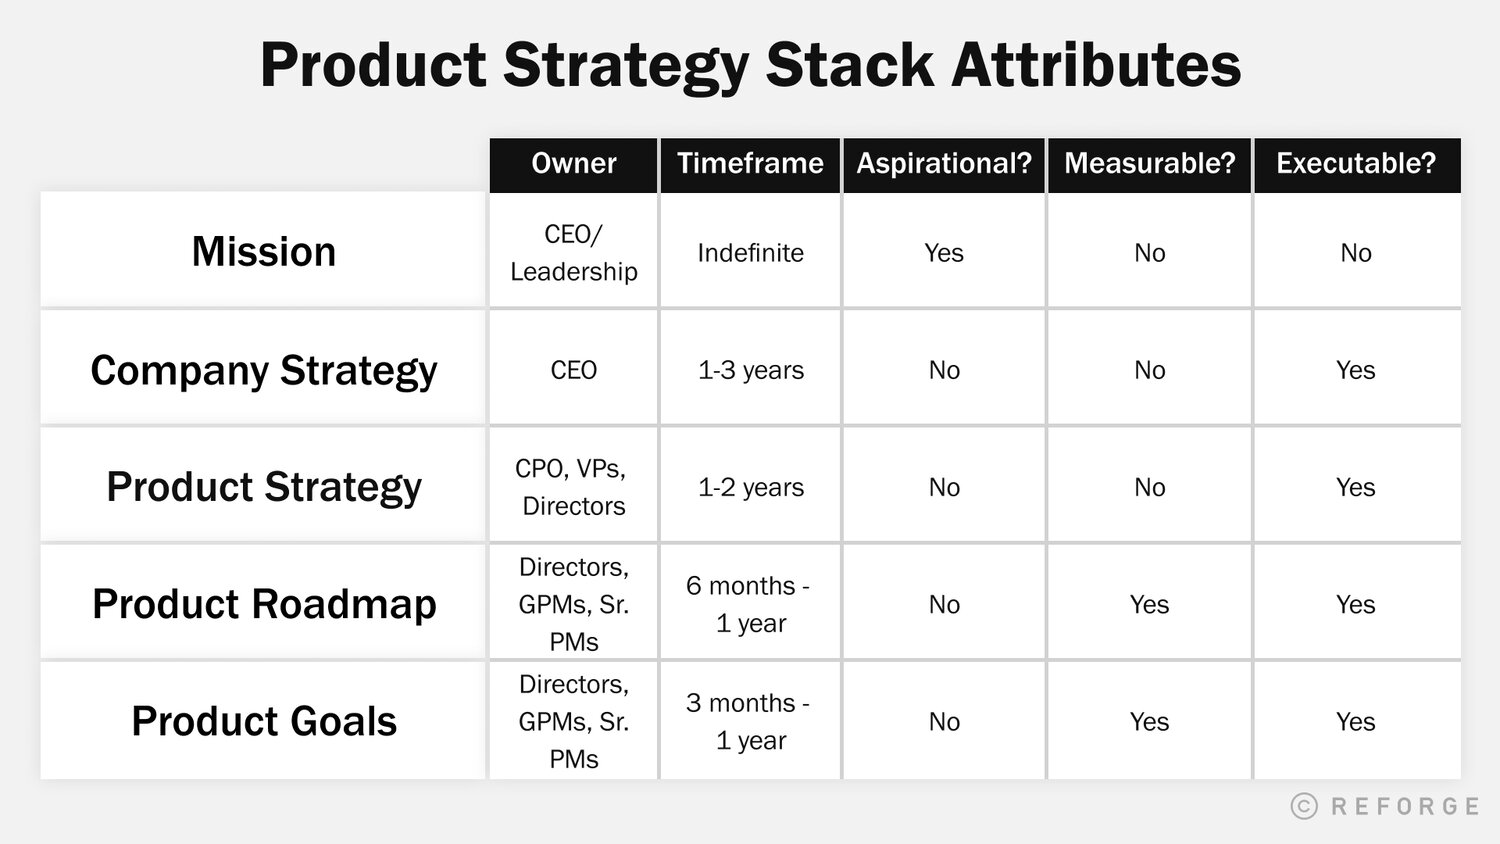 Product Strategy Stack Attributes
Owner Timeframe Aspirational? Measurable? Executable?
Mission
CEO/
Leadership
Indefinite
Yes
No
No
Company Strategy
CEO
1-3 years
No
No
Yes
Product Strategy
CPO, VPs,
Directors
1-2 years
No
No
Yes
Product Roadmap
Directors,
GPMs, Sr.
PMs
6 months -
1 year
No
Yes
Yes
Product Goals
Directors,
GPMs, Sr.
PMs
3 months -
1 year
No
Yes
Yes
© REFORGE